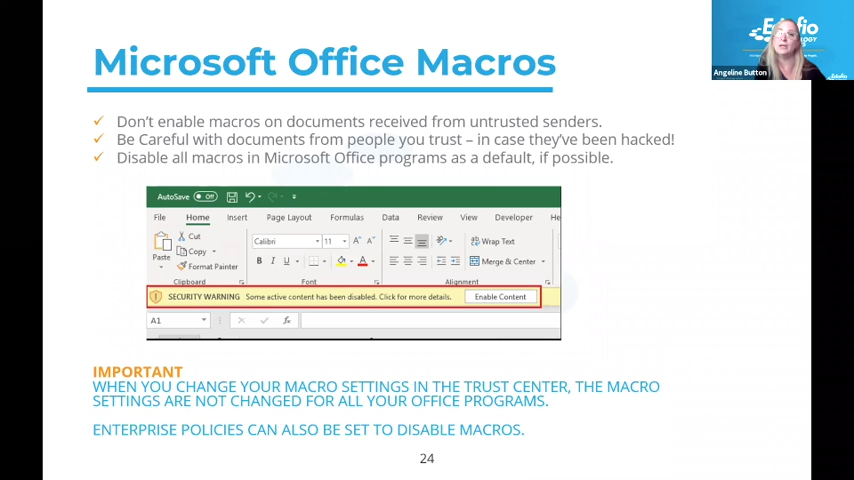 Microsoft Office Macros
Angeline Button
✓ Don't enable macros on documents received from untrusted senders.
✓ Be Careful with documents from people you trust – in case they've been hacked!
✓ Disable all macros in Microsoft Office programs as a default, if possible.
AutoSave Off
File Home Insert Page Layout Formulas Data Review View Developer He
Cut
Copy
Format Painter
Paste
Clipboard
Calibri 11
B I U
Font
Wrap Text
Merge & Center
Alignment
SECURITY WARNING Some active content has been disabled. Click for more details. Enable Content
A1 fx
IMPORTANT
WHEN YOU CHANGE YOUR MACRO SETTINGS IN THE TRUST CENTER, THE MACRO
SETTINGS ARE NOT CHANGED FOR ALL YOUR OFFICE PROGRAMS.
ENTERPRISE POLICIES CAN ALSO BE SET TO DISABLE MACROS.
24